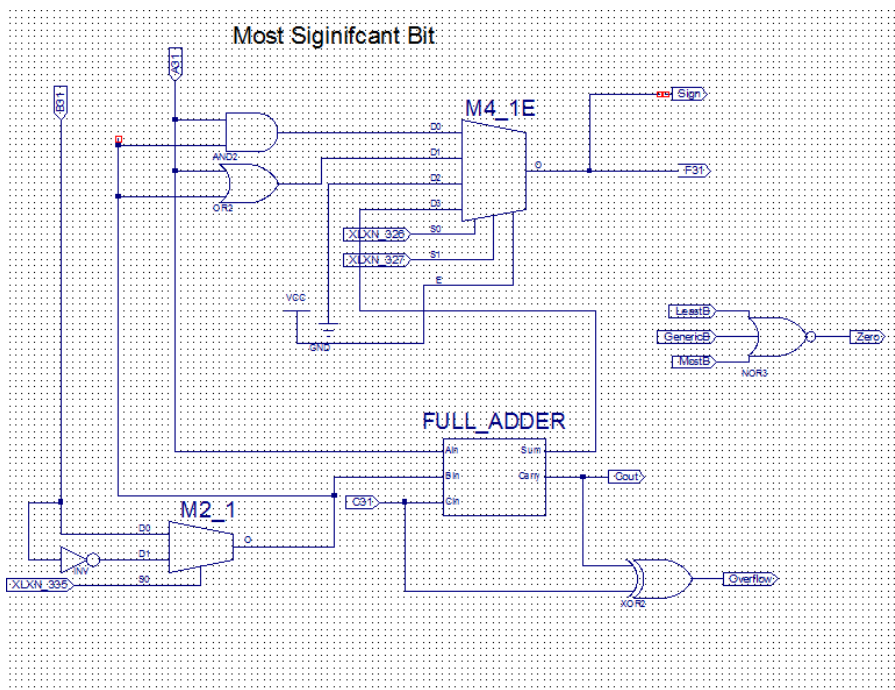 Most Siginifcant Bit
A31
B31
M4_1E
Sign
D0
AND2
D1
O
F31
D2
OR2
D3
XLXN_326
S0
XLXN_327
S1
E
VCC
GND
LeastB
GenericB
Zero
MostB
NOR3
FULL_ADDER
Ain
Sum
Bin
Carry
Cout
C31
Cin
M2_1
D0
O
D1
INV
XLXN_335
S0
Overflow
XOR2